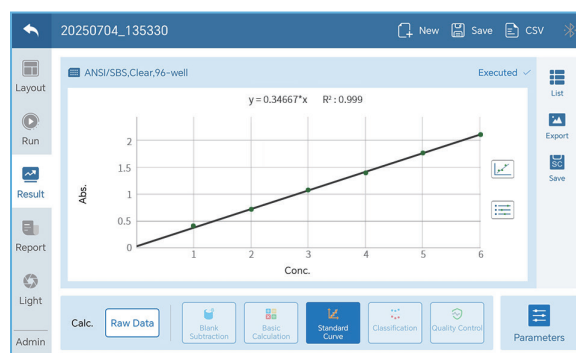 20250704_135330
New
Save
CSV
Layout
Run
Result
Report
Light
Admin
ANSI/SBS,Clear,96-well
Executed
y = 0.34667*x R² : 0.999
Abs.
2
1.5
1
0.5
0
1 2 3 4 5 6
Conc.
List
Export
SC
Save
Calc.
Raw Data
Blank
Subtraction
Basic
Calculation
Standard
Curve
Classification
Quality Control
Parameters